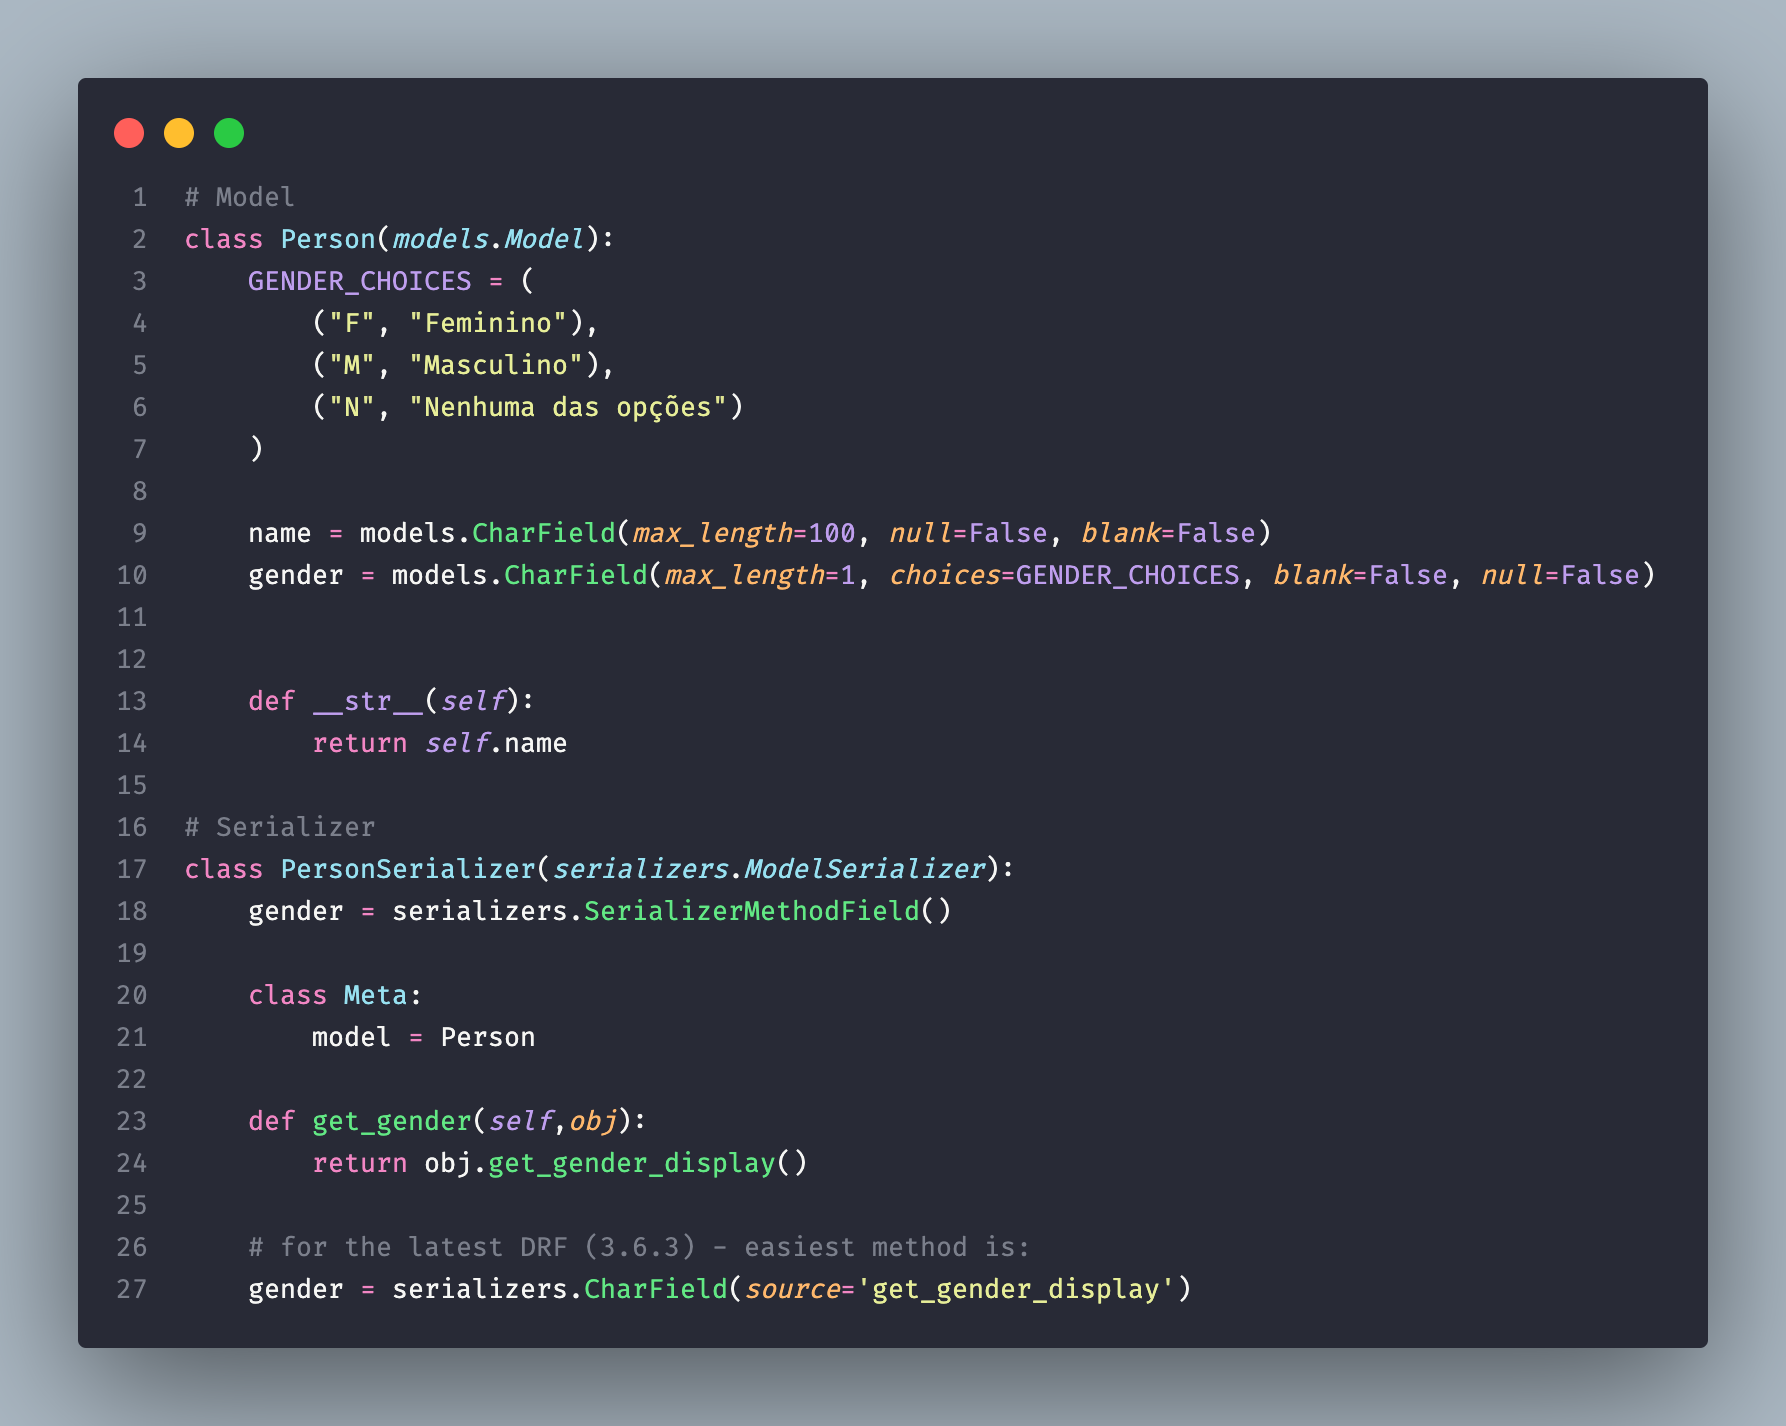 1 # Model
2 class Person(models.Model):
3     GENDER_CHOICES = (
4         ("F", "Feminino"),
5         ("M", "Masculino"),
6         ("N", "Nenhuma das opções")
7     )
8
9     name = models.CharField(max_length=100, null=False, blank=False)
10     gender = models.CharField(max_length=1, choices=GENDER_CHOICES, blank=False, null=False)
11
12
13     def __str__(self):
14         return self.name
15
16 # Serializer
17 class PersonSerializer(serializers.ModelSerializer):
18     gender = serializers.SerializerMethodField()
19
20     class Meta:
21         model = Person
22
23     def get_gender(self,obj):
24         return obj.get_gender_display()
25
26     # for the latest DRF (3.6.3) - easiest method is:
27     gender = serializers.CharField(source='get_gender_display')